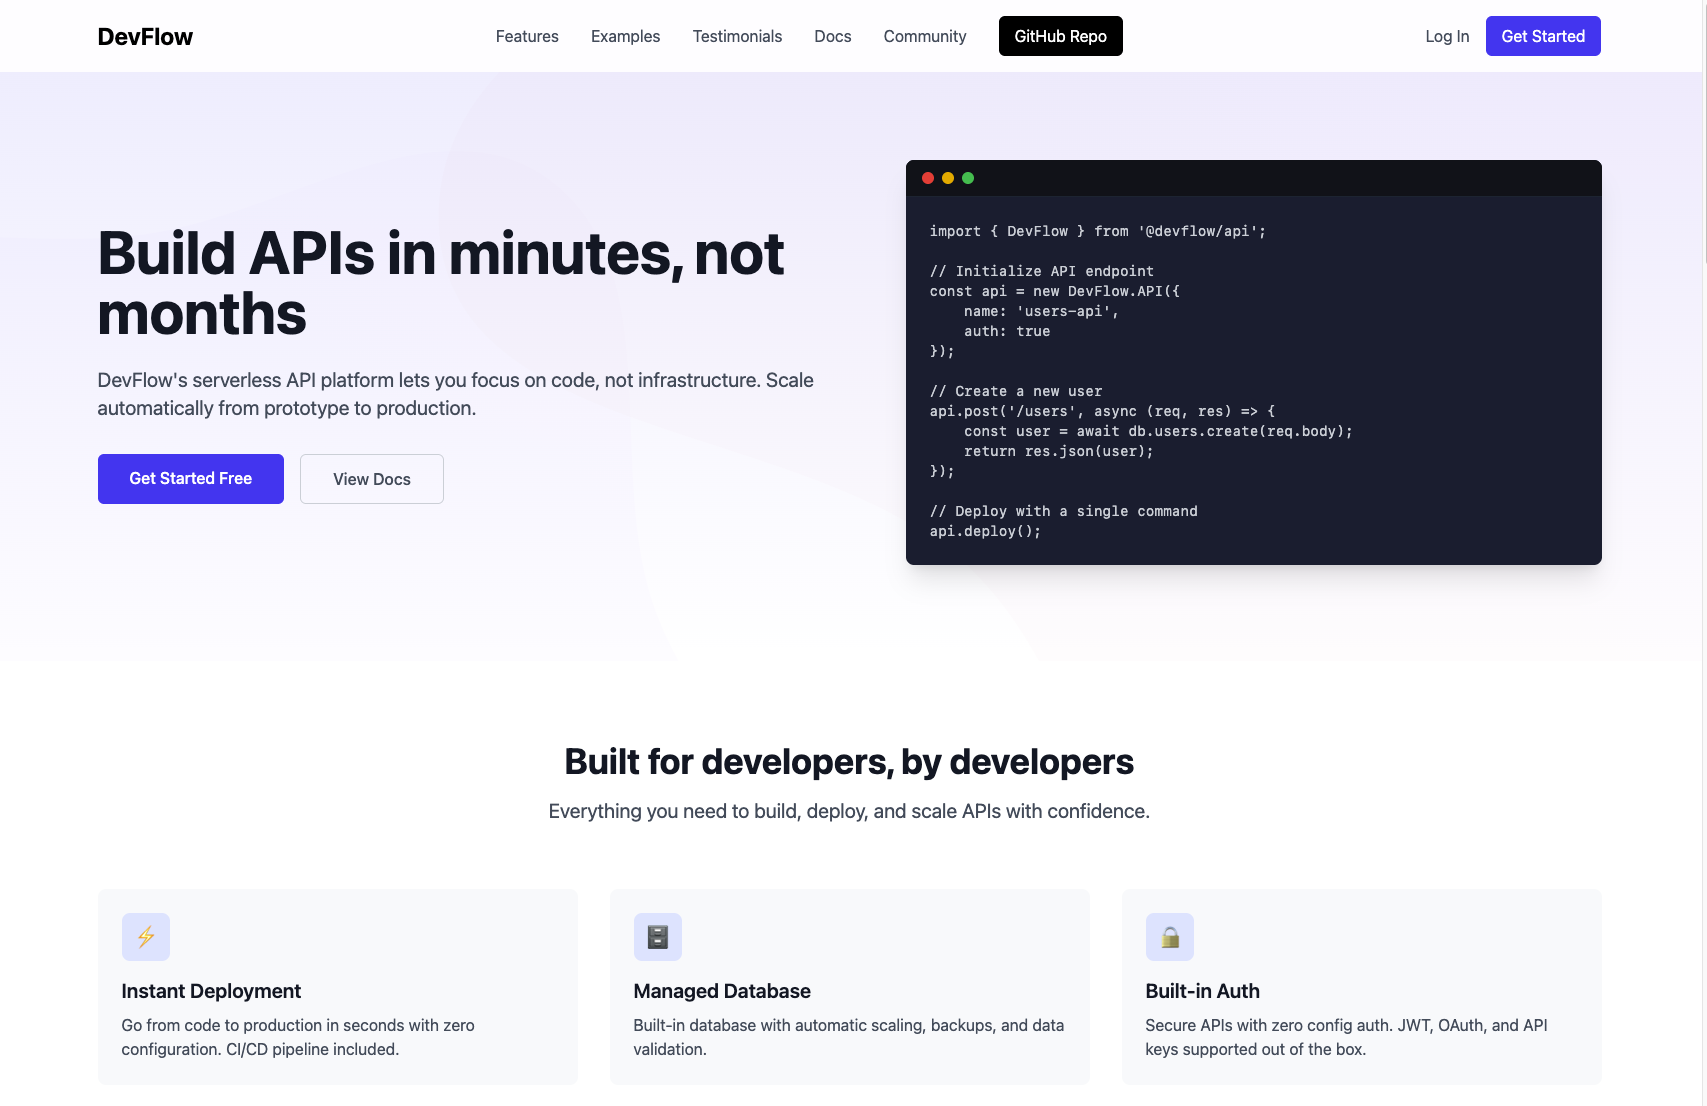 DevFlow
Features
Examples
Testimonials
Docs
Community
GitHub Repo
Log In
Get Started
Build APIs in minutes, not
months
DevFlow's serverless API platform lets you focus on code, not infrastructure. Scale
automatically from prototype to production.
Get Started Free
View Docs
import { DevFlow } from '@devflow/api';
// Initialize API endpoint
const api = new DevFlow.API({
    name: 'users-api',
    auth: true
});
// Create a new user
api.post('/users', async (req, res) => {
    const user = await db.users.create(req.body);
    return res.json(user);
});
// Deploy with a single command
api.deploy();
Built for developers, by developers
Everything you need to build, deploy, and scale APIs with confidence.
Instant Deployment
Go from code to production in seconds with zero
configuration. CI/CD pipeline included.
Managed Database
Built-in database with automatic scaling, backups, and data
validation.
Built-in Auth
Secure APIs with zero config auth. JWT, OAuth, and API
keys supported out of the box.